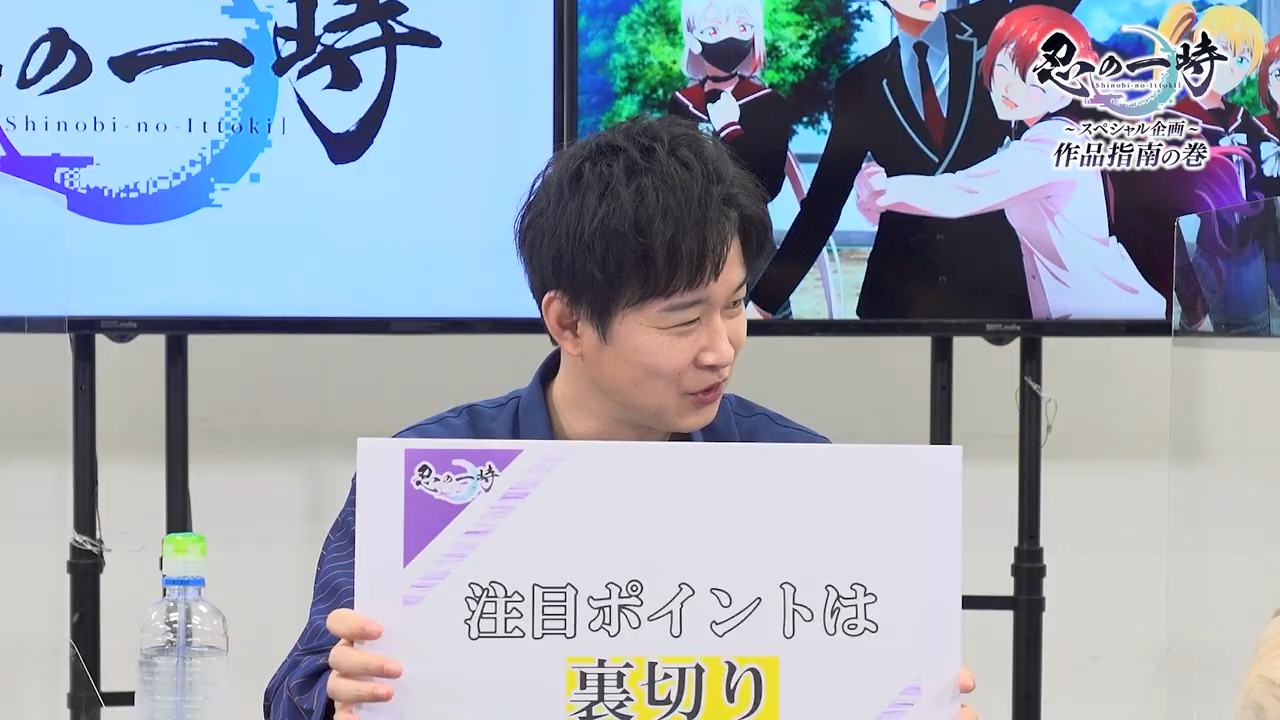 の一時
Shinobi-no-Ittoki]
忍の一時
[Shinobi-no-Ittoki]
～スペシャル企画～
作品指南の巻
忍の一時
注目ポイントは
裏切り